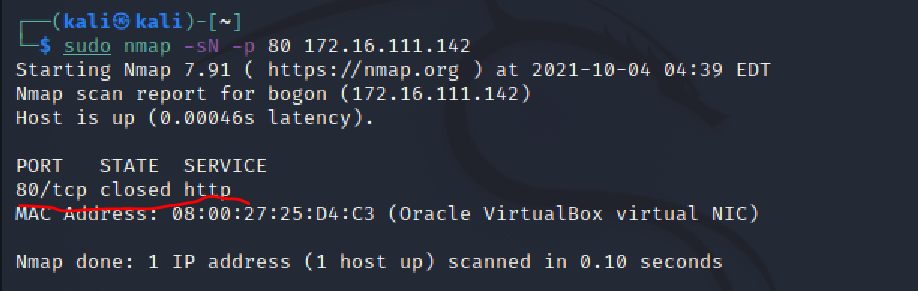 ┌──(kali㉿kali)-[~]
└─$ sudo nmap -sN -p 80 172.16.111.142
Starting Nmap 7.91 ( https://nmap.org ) at 2021-10-04 04:39 EDT
Nmap scan report for bogon (172.16.111.142)
Host is up (0.00046s latency).
PORT   STATE  SERVICE
80/tcp closed http
MAC Address: 08:00:27:25:D4:C3 (Oracle VirtualBox virtual NIC)
Nmap done: 1 IP address (1 host up) scanned in 0.10 seconds